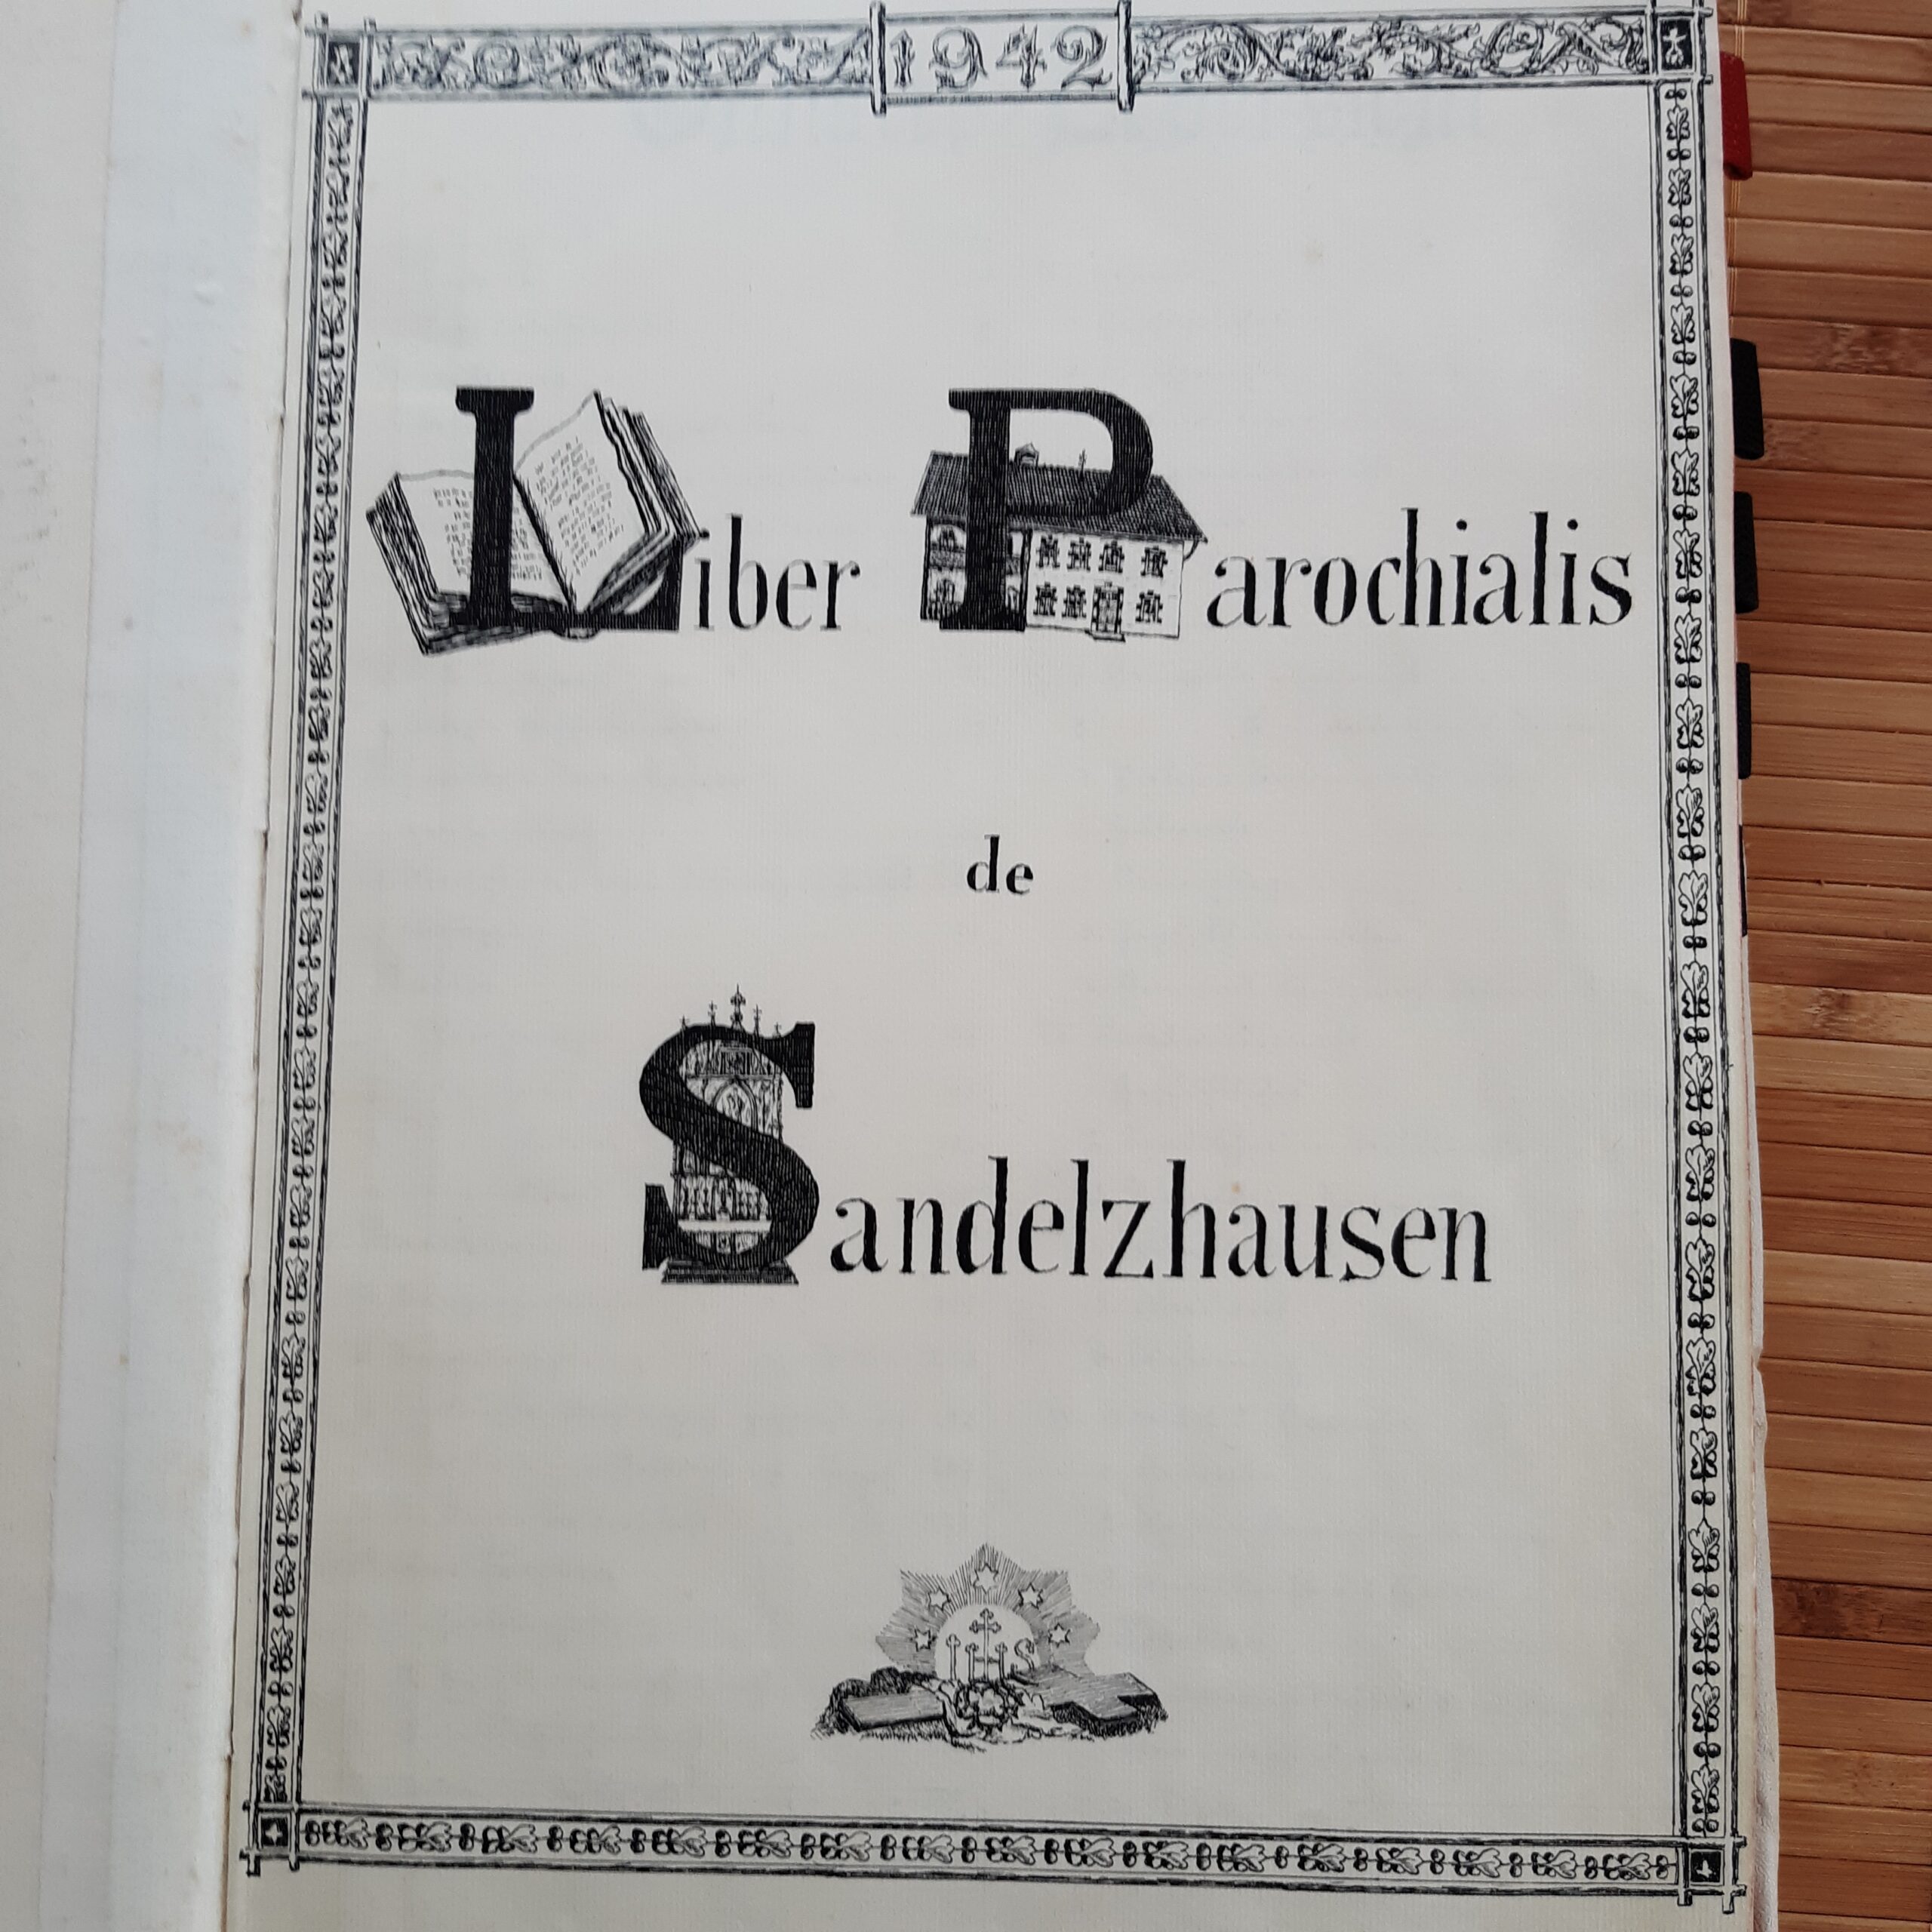 1942
Liber Parochialis
de
Sandelzhausen
IHS